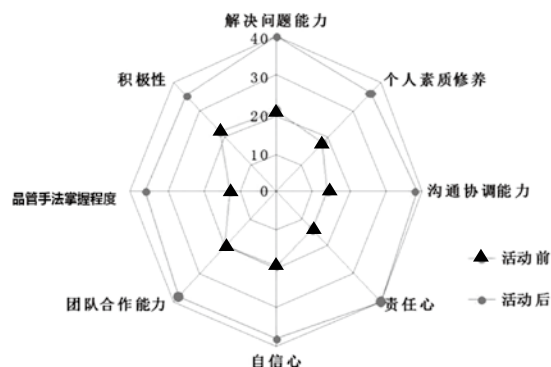 解决问题能力
40
积极性
个人素质修养
30
20
10
品管手法掌握程度
0
沟通协调能力
活动前
团队合作能力
责任心
活动后
自信心